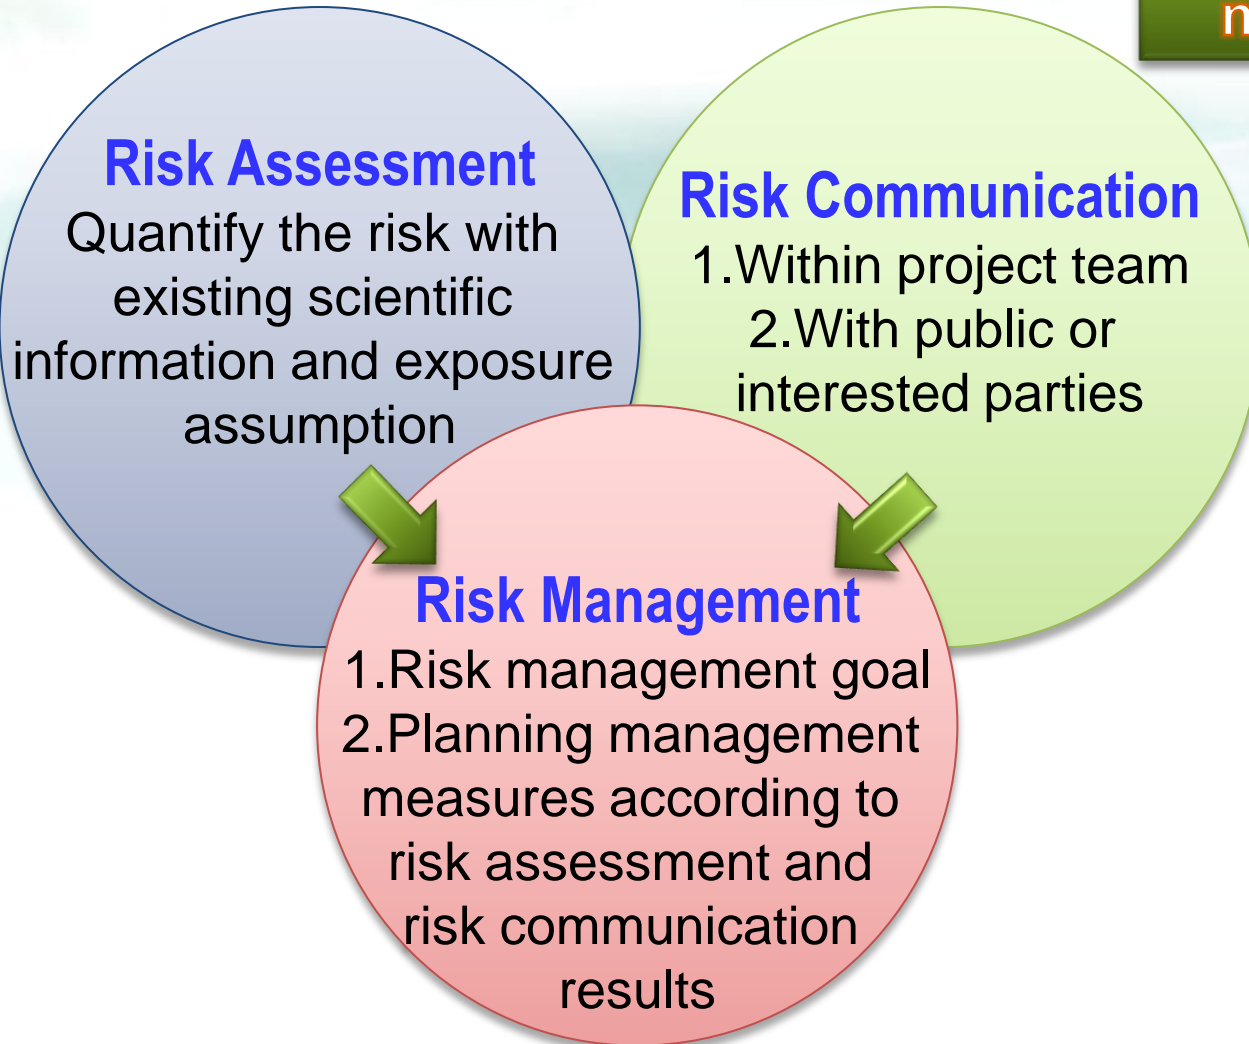 Risk Assessment
Quantify the risk with
existing scientific
information and exposure
assumption
Risk Communication
1.Within project team
2.With public or
interested parties
Risk Management
1.Risk management goal
2.Planning management
measures according to
risk assessment and
risk communication
results